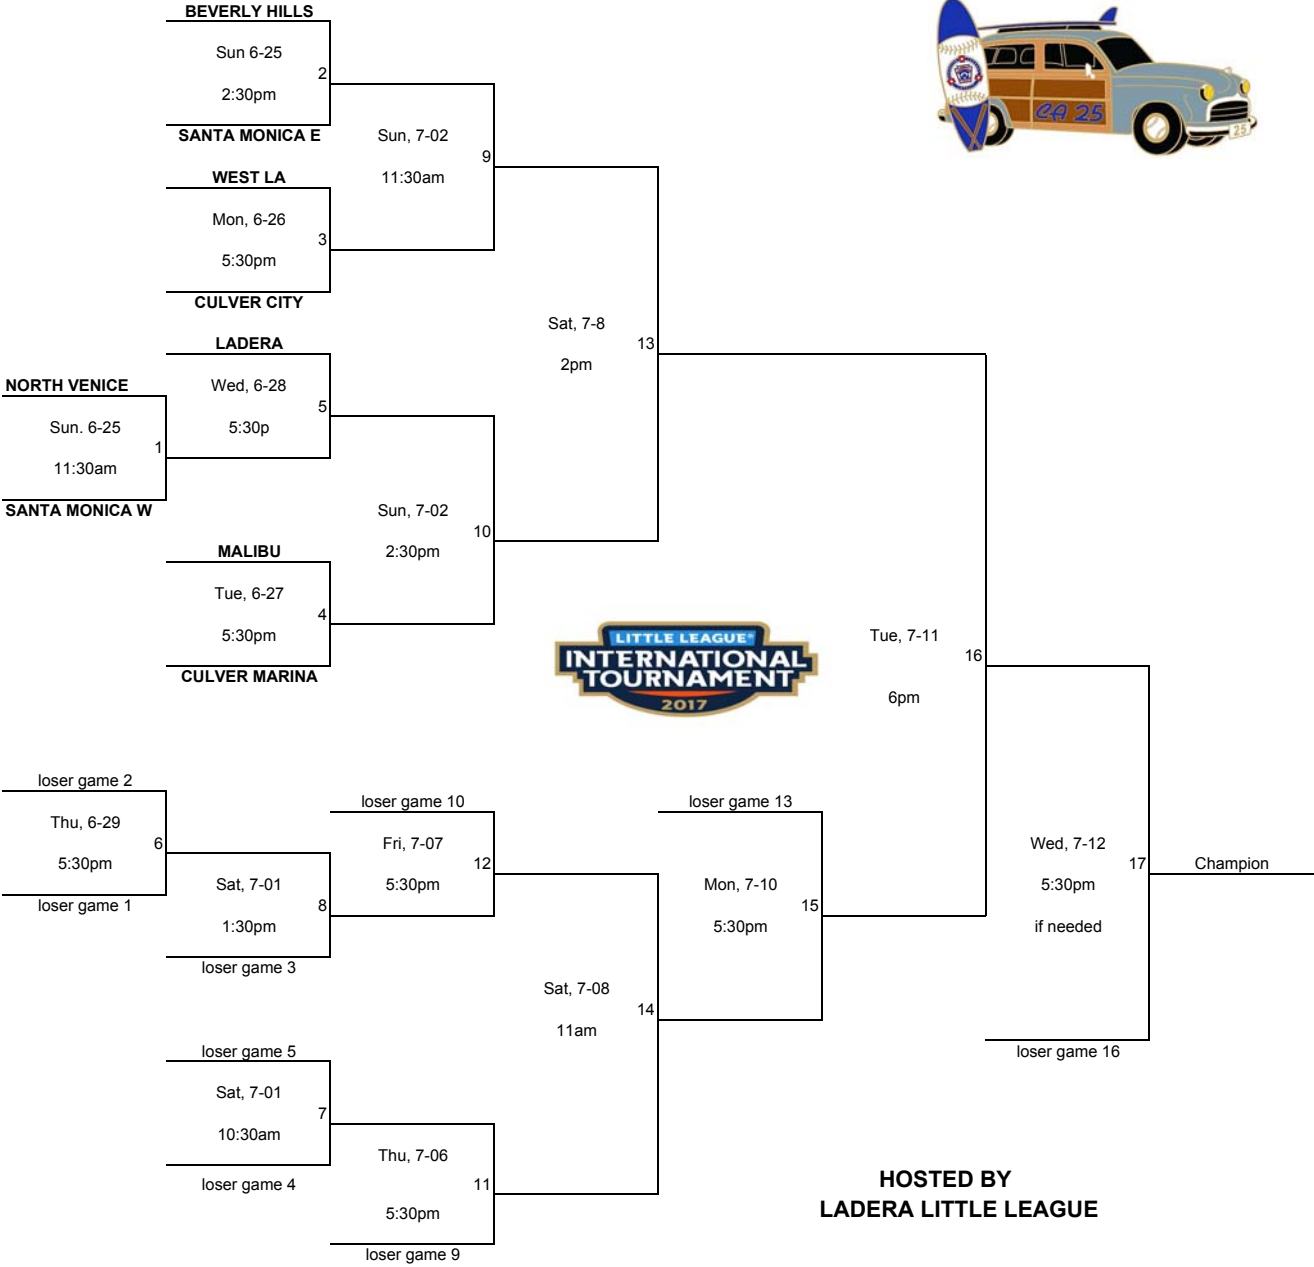 BEVERLY HILLS
Sun 6-25
2
2:30pm
SANTA MONICA E
Sun, 7-02
9
11:30am
WEST LA
Mon, 6-26
3
5:30pm
CULVER CITY
CA 25
25
Sat, 7-8
13
2pm
LADERA
Wed, 6-28
5
5:30p
NORTH VENICE
Sun. 6-25
1
11:30am
SANTA MONICA W
Sun, 7-02
10
2:30pm
MALIBU
Tue, 6-27
4
5:30pm
CULVER MARINA
LITTLE LEAGUE®
INTERNATIONAL
TOURNAMENT
2017
Tue, 7-11
16
6pm
loser game 2
Thu, 6-29
6
5:30pm
loser game 1
Sat, 7-01
8
1:30pm
loser game 3
loser game 10
Fri, 7-07
12
5:30pm
loser game 13
Mon, 7-10
15
5:30pm
Wed, 7-12
17
5:30pm
if needed
Champion
Sat, 7-08
14
11am
loser game 16
loser game 5
Sat, 7-01
7
10:30am
loser game 4
Thu, 7-06
11
5:30pm
loser game 9
HOSTED BY
LADERA LITTLE LEAGUE